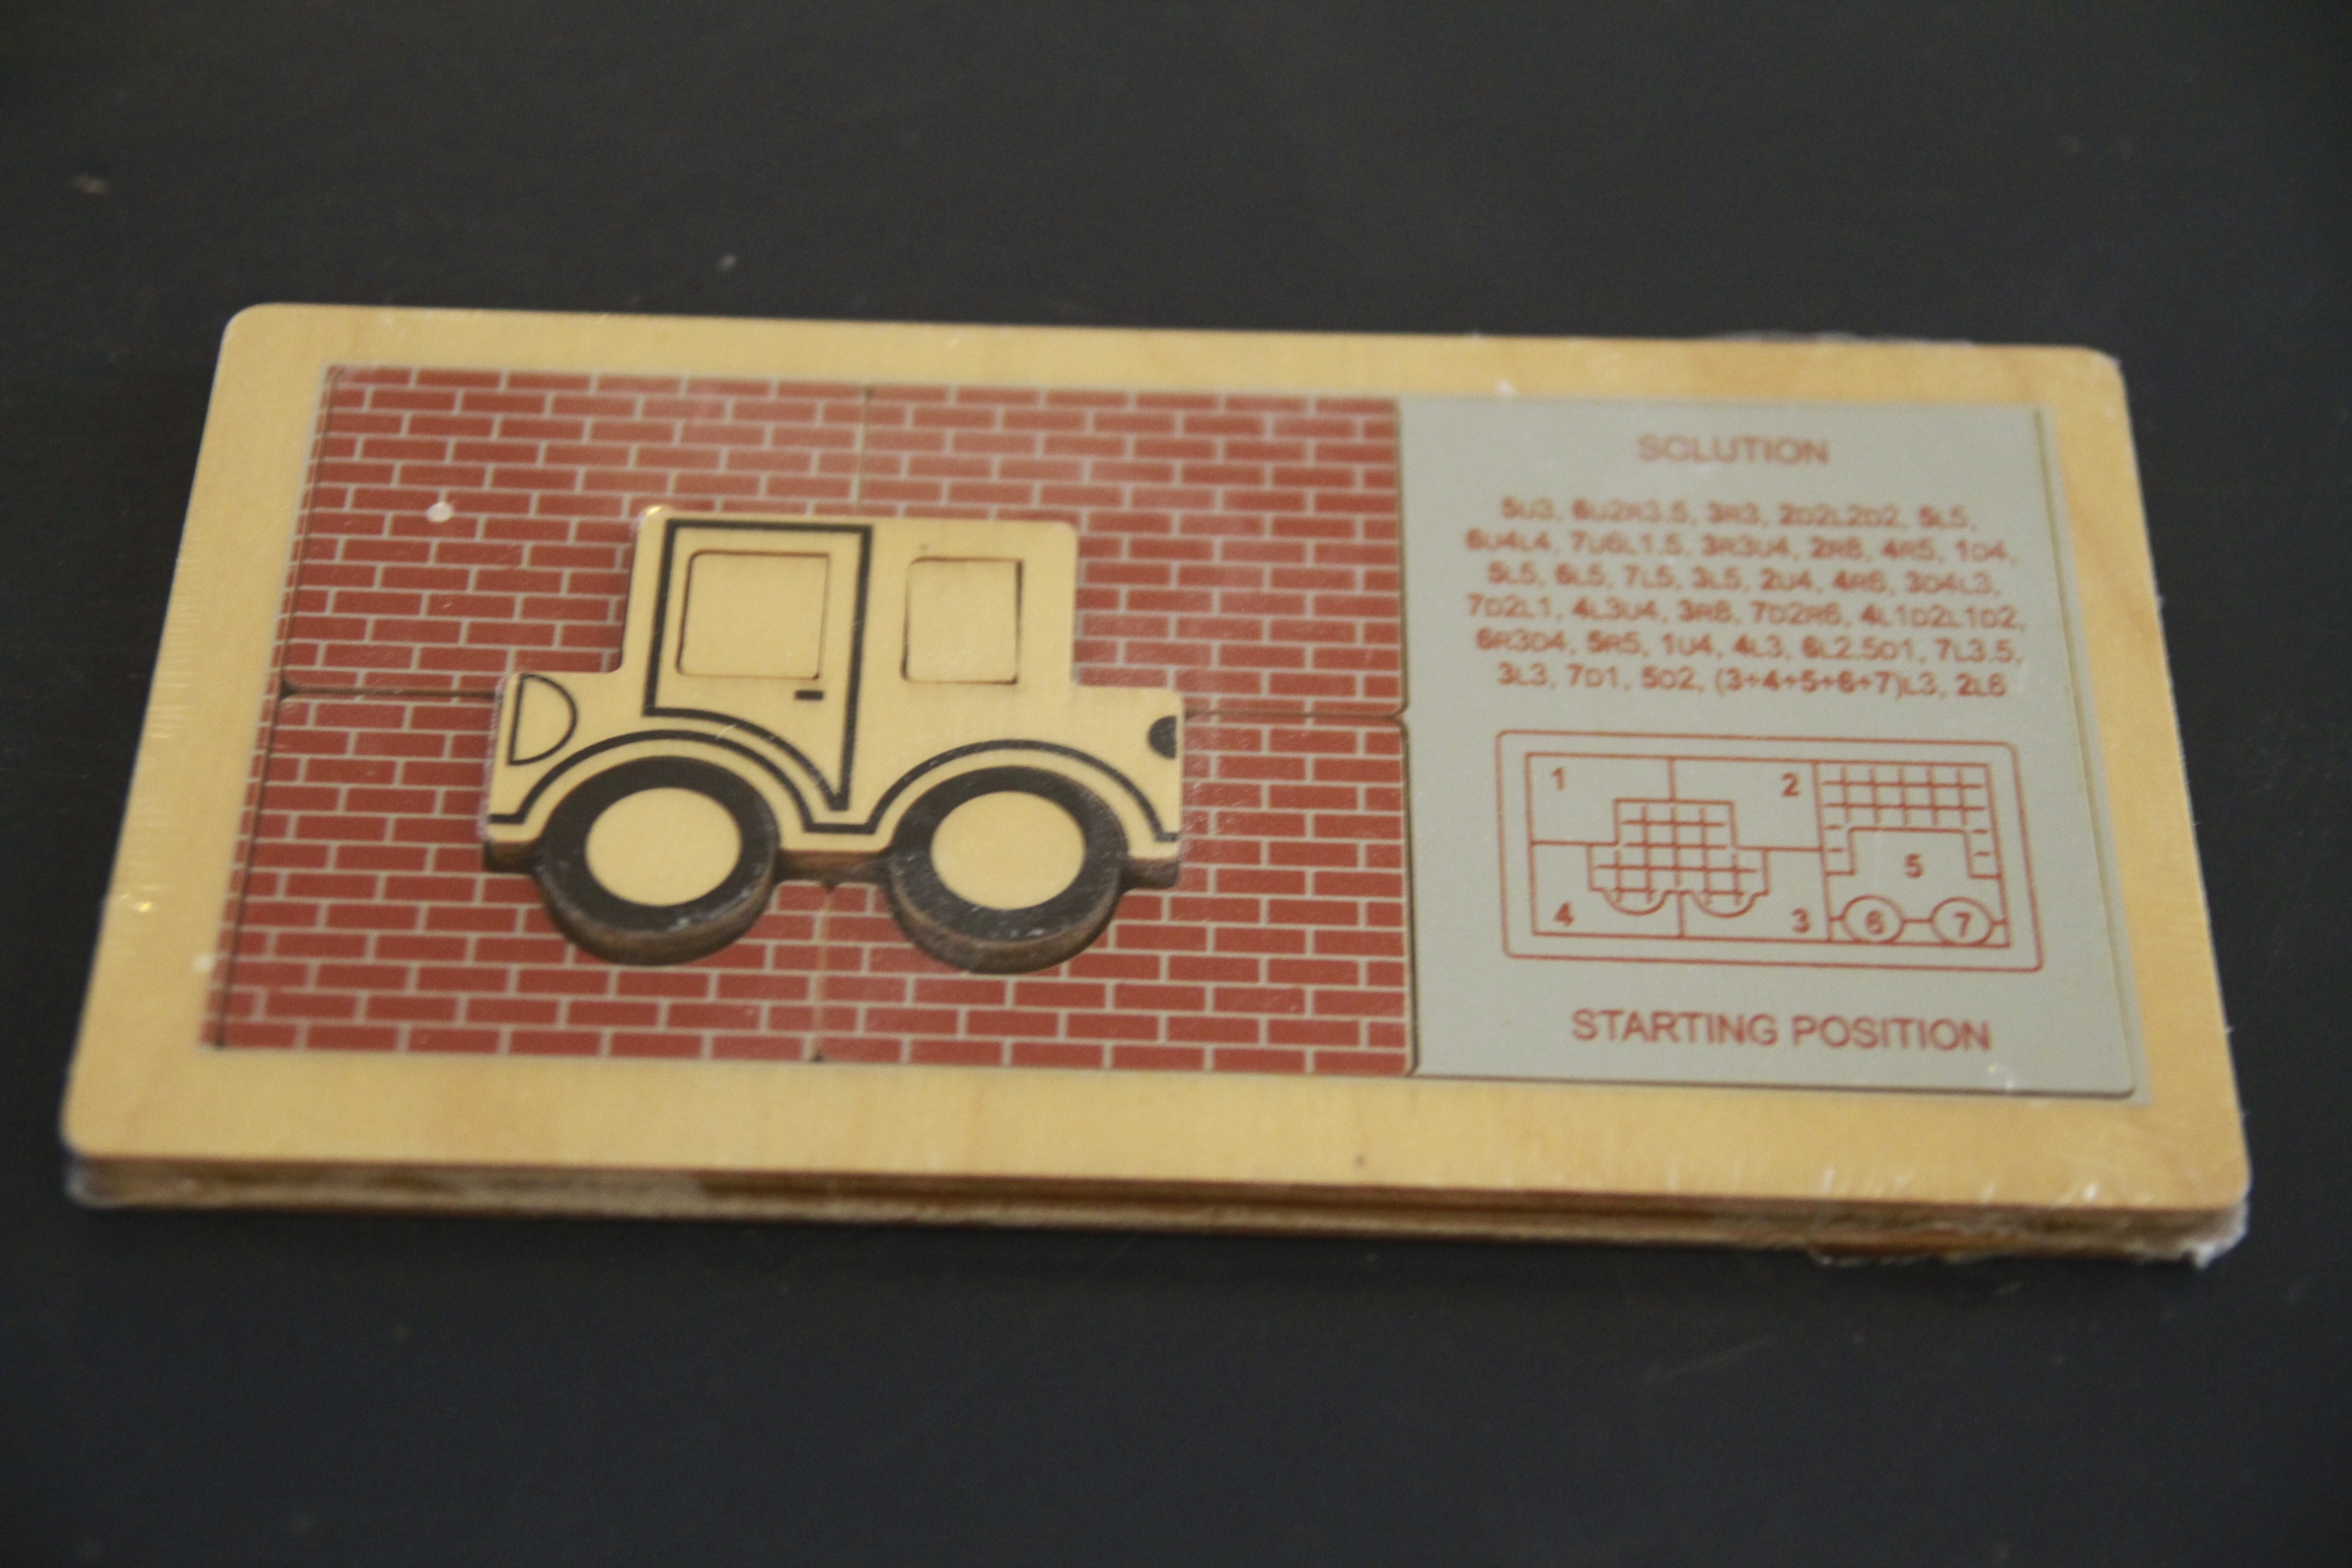 SOLUTION
5U3, 6U2R3.5, 3R3, 2D2L2D2, 5L5,
6U4L4, 7U6L1.5, 3R3U4, 2R8, 4R5, 1D4,
5L5, 6L5, 7L5, 3L5, 2U4, 4R6, 3D4L3,
7D2L1, 4L3U4, 3R8, 7D2R6, 4L1D2L1D2,
6R3D4, 5R5, 1U4, 4L3, 6L2.5D1, 7L3.5,
3L3, 7D1, 5D2, (3+4+5+6+7)L3, 2L6
1 2
5
4 3 6 7
STARTING POSITION